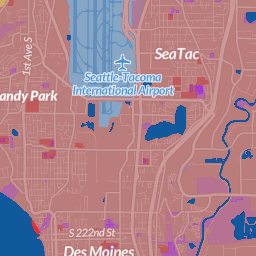 1st Ave S
SeaTac
Seattle-Tacoma
International Airport
andy Park
S 222nd St
Des Moines